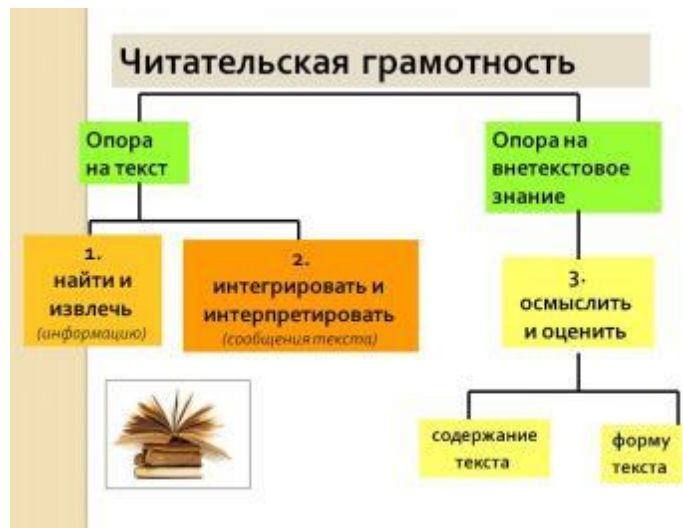 Читательская грамотность
Опора
на текст
Опора на
внетекстовое
знание
1.
найти и
извлечь
(информацию)
2.
интегрировать и
интерпретировать
(сообщения текста)
3.
осмыслить
и оценить
содержание
текста
форму
текста